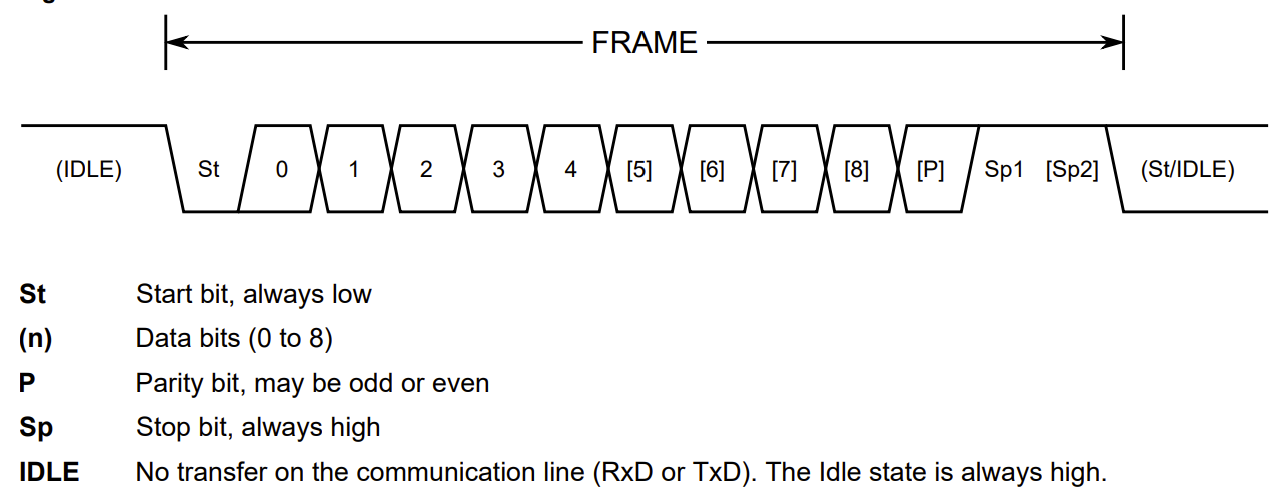 FRAME
(IDLE) St 0 1 2 3 4 [5] [6] [7] [8] [P] Sp1 [Sp2] (St/IDLE)
St Start bit, always low
(n) Data bits (0 to 8)
P Parity bit, may be odd or even
Sp Stop bit, always high
IDLE No transfer on the communication line (RxD or TxD). The Idle state is always high.